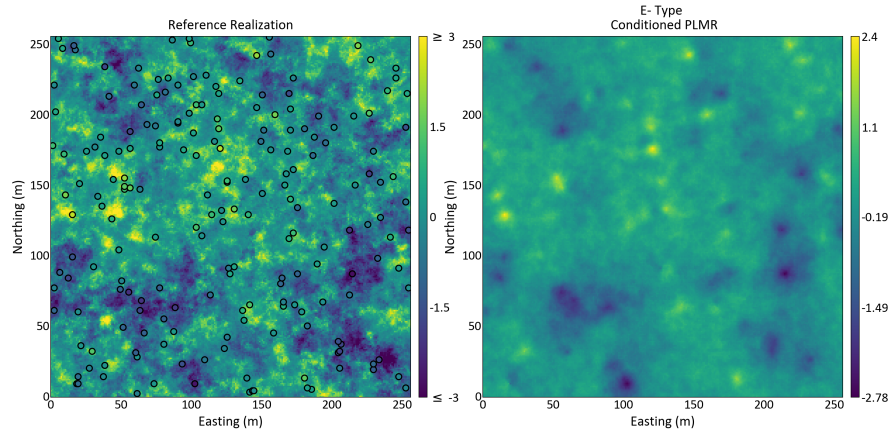 Reference Realization
E- Type
Conditioned PLMR
250
200
150
100
50
0
Northing (m)
0 50 100 150 200 250
Easting (m)
≥ 3
1.5
0
-1.5
≤ -3
250
200
150
100
50
0
Northing (m)
0 50 100 150 200 250
Easting (m)
2.4
1.1
-0.19
-1.49
-2.78